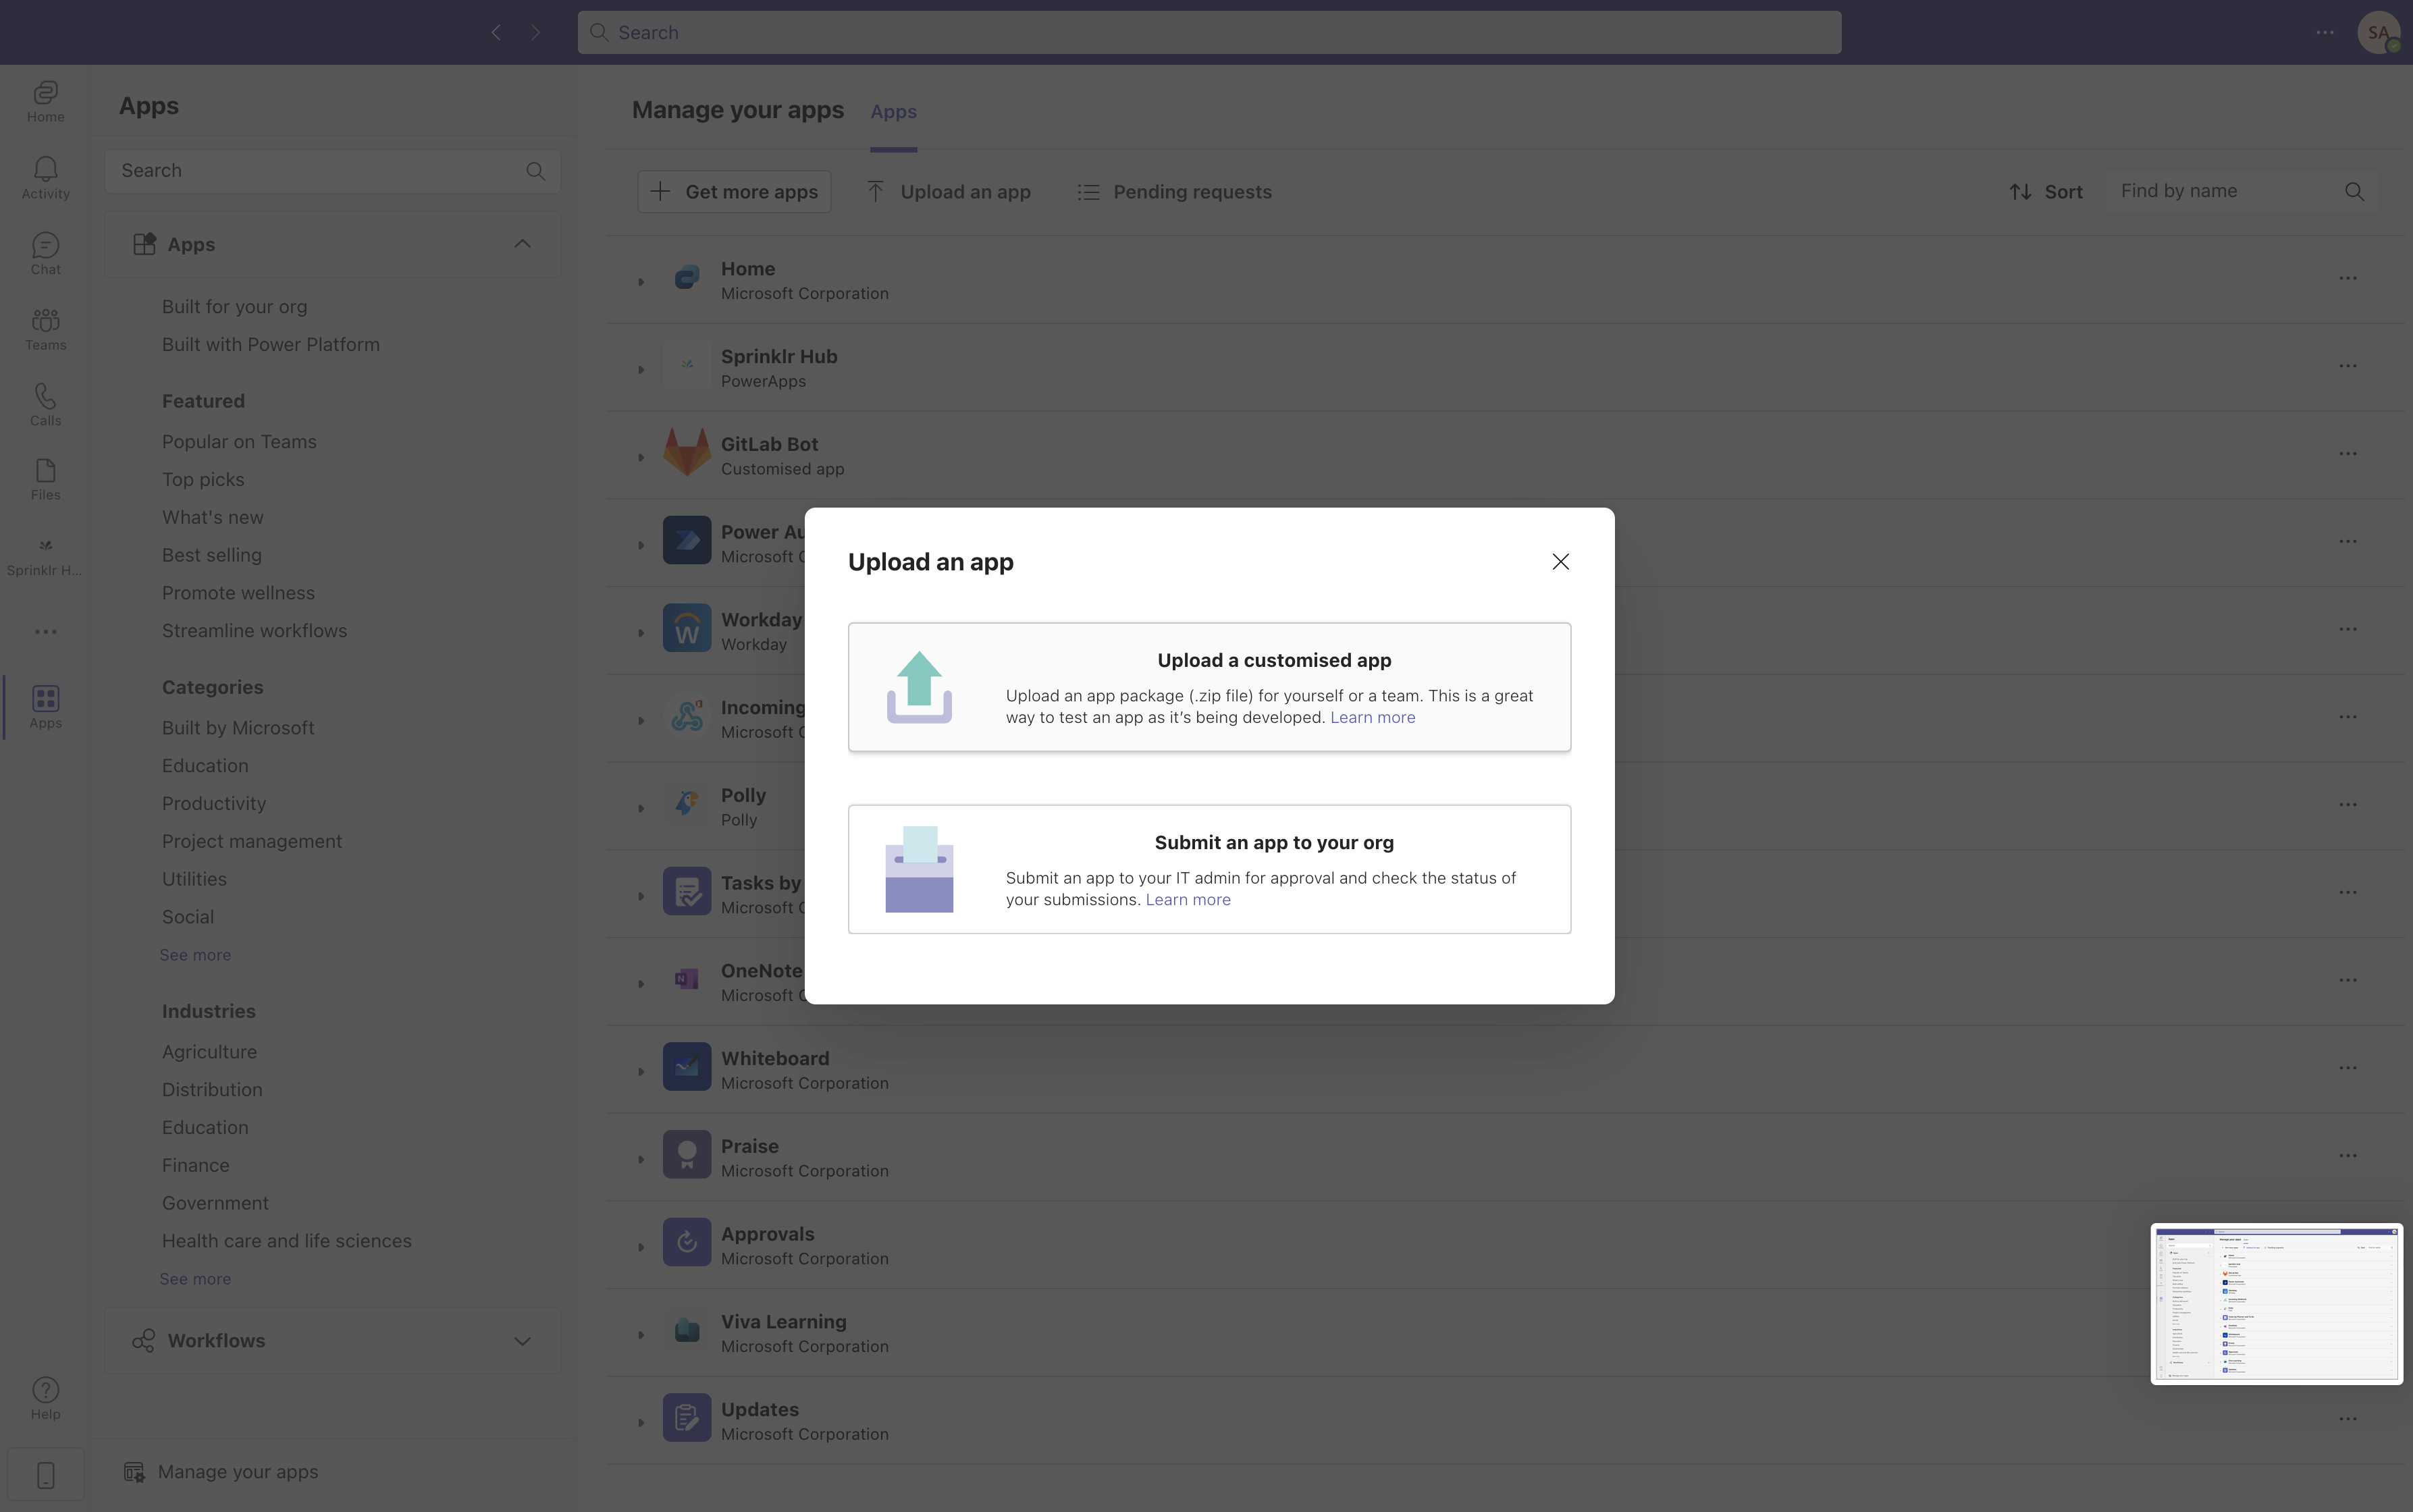 Search
SA
Home
Activity
Chat
Teams
Calls
Files
Sprinklr H...
Apps
Help
Apps
Search
Apps
Built for your org
Built with Power Platform
Featured
Popular on Teams
Top picks
What's new
Best selling
Promote wellness
Streamline workflows
Categories
Built by Microsoft
Education
Productivity
Project management
Utilities
Social
See more
Industries
Agriculture
Distribution
Education
Finance
Government
Health care and life sciences
See more
Workflows
Manage your apps
Manage your apps Apps
Get more apps Upload an app Pending requests Sort Find by name
Home
Microsoft Corporation
Sprinklr Hub
PowerApps
GitLab Bot
Customised app
Power Au
Microsoft C
Workday
Workday
Incoming
Microsoft C
Polly
Polly
Tasks by
Microsoft C
OneNote
Microsoft C
Whiteboard
Microsoft Corporation
Praise
Microsoft Corporation
Approvals
Microsoft Corporation
Viva Learning
Microsoft Corporation
Updates
Microsoft Corporation
Upload an app
Upload a customised app
Upload an app package (.zip file) for yourself or a team. This is a great
way to test an app as it’s being developed. Learn more
Submit an app to your org
Submit an app to your IT admin for approval and check the status of
your submissions. Learn more